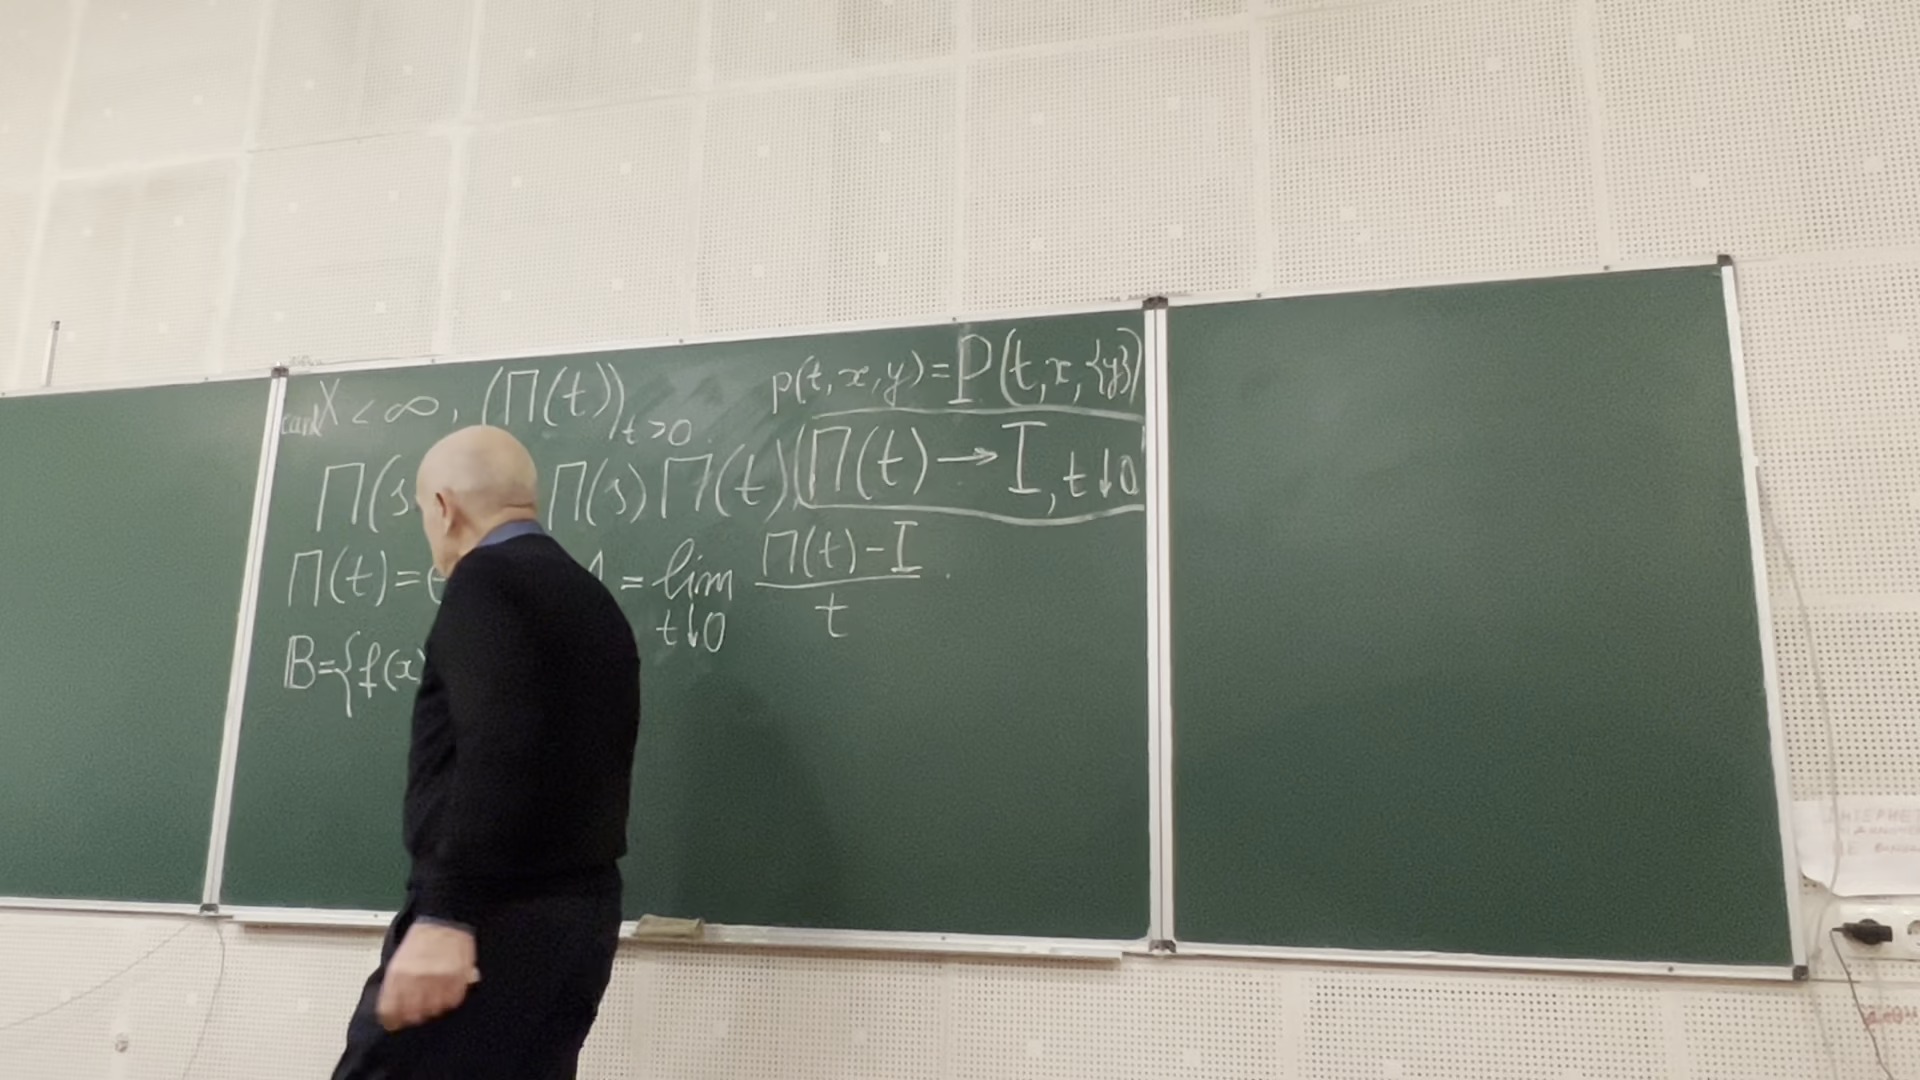 card X < ∞, (Π(t))_{t>0}.
p(t,x,y)=P(t,x,{y})
Π(s Π(s)Π(t)
Π(t)→I, t↓0
Π(t)= = lim_{t↓0} (Π(t)-I)/t.
B={f(x)